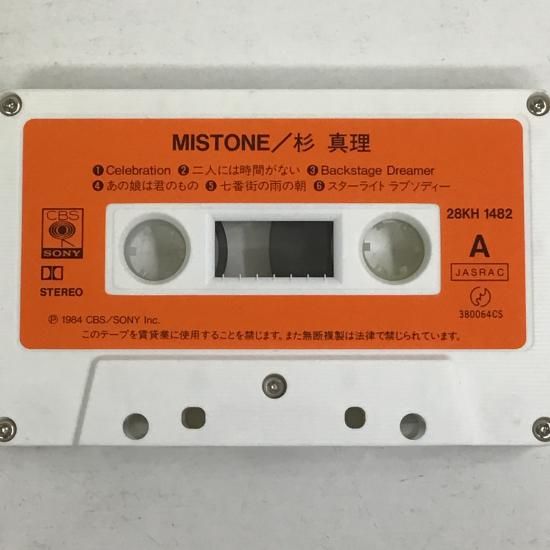 MISTONE／杉 真理
❶Celebration ❷二人には時間がない ❸Backstage Dreamer
❹あの娘は君のもの ❺七番街の雨の朝 ❻スターライト ラプソディー
CBS
SONY
STEREO
28KH 1482
A
JASRAC
380064CS
Ⓟ 1984 CBS/SONY Inc.
このテープを賃貸業に使用することを禁じます。また無断複製は法律で禁じられています。